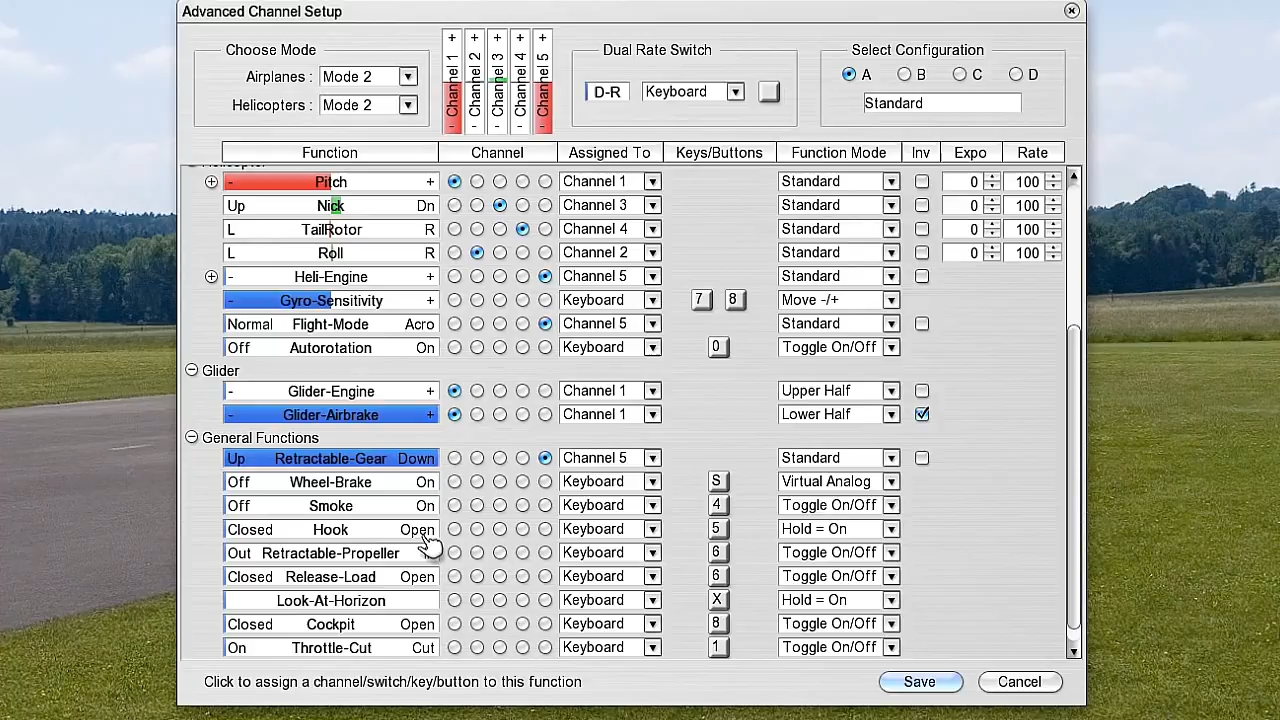 Advanced Channel Setup
Choose Mode
Airplanes : Mode 2
Helicopters : Mode 2
+ + + + +
Channel 1 Channel 2 Channel 3 Channel 4 Channel 5
- - - - -
Dual Rate Switch
D-R Keyboard
Select Configuration
A B C D
Standard
Function Channel Assigned To Keys/Buttons Function Mode Inv Expo Rate
- Pitch + Channel 1 Standard 0 100
Up Nick Dn Channel 3 Standard 0 100
L TailRotor R Channel 4 Standard 0 100
L Roll R Channel 2 Standard 0 100
- Heli-Engine + Channel 5 Standard
- Gyro-Sensitivity + Keyboard 7 8 Move -/+
Normal Flight-Mode Acro Channel 5 Standard
Off Autorotation On Keyboard 0 Toggle On/Off
Glider
- Glider-Engine + Channel 1 Upper Half
- Glider-Airbrake + Channel 1 Lower Half
General Functions
Up Retractable-Gear Down Channel 5 Standard
Off Wheel-Brake On Keyboard S Virtual Analog
Off Smoke On Keyboard 4 Toggle On/Off
Closed Hook Open Keyboard 5 Hold = On
Out Retractable-Propeller Keyboard 6 Toggle On/Off
Closed Release-Load Open Keyboard 6 Toggle On/Off
Look-At-Horizon Keyboard X Hold = On
Closed Cockpit Open Keyboard 8 Toggle On/Off
On Throttle-Cut Cut Keyboard 1 Toggle On/Off
Click to assign a channel/switch/key/button to this function
Save Cancel